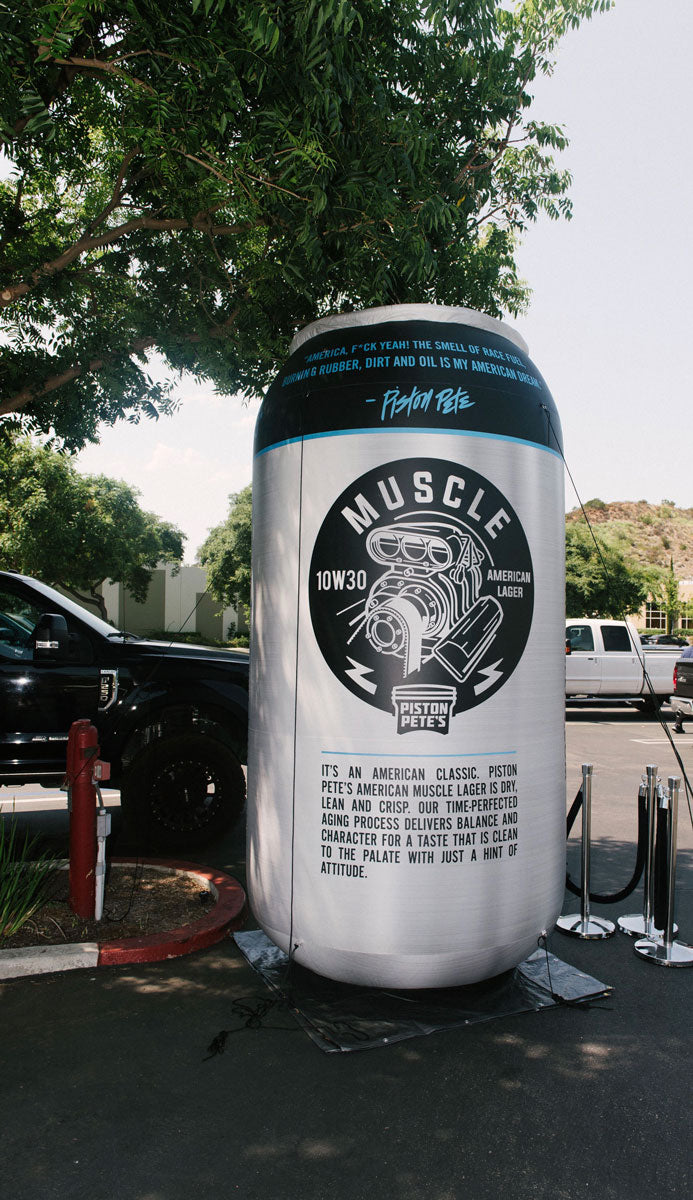 "AMERICA, F*CK YEAH! THE SMELL OF RACE FUEL,
BURNING RUBBER, DIRT AND OIL IS MY AMERICAN DREAM."
- Piston Pete
MUSCLE
10W30
AMERICAN
LAGER
PISTON
PETE'S
IT'S AN AMERICAN CLASSIC. PISTON
PETE'S AMERICAN MUSCLE LAGER IS DRY,
LEAN AND CRISP. OUR TIME-PERFECTED
AGING PROCESS DELIVERS BALANCE AND
CHARACTER FOR A TASTE THAT IS CLEAN
TO THE PALATE WITH JUST A HINT OF
ATTITUDE.
F250